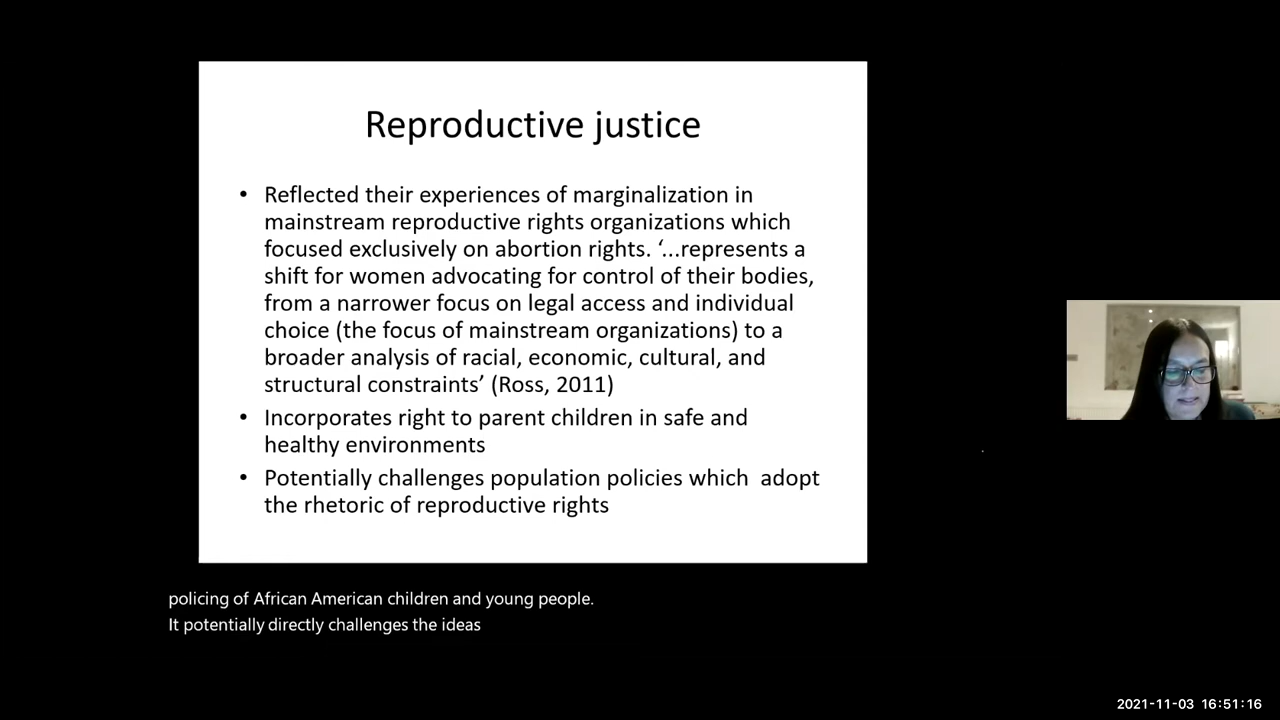 Reproductive justice
• Reflected their experiences of marginalization in
mainstream reproductive rights organizations which
focused exclusively on abortion rights. ‘...represents a
shift for women advocating for control of their bodies,
from a narrower focus on legal access and individual
choice (the focus of mainstream organizations) to a
broader analysis of racial, economic, cultural, and
structural constraints’ (Ross, 2011)
• Incorporates right to parent children in safe and
healthy environments
• Potentially challenges population policies which  adopt
the rhetoric of reproductive rights
policing of African American children and young people.
It potentially directly challenges the ideas
2021-11-03 16:51:16